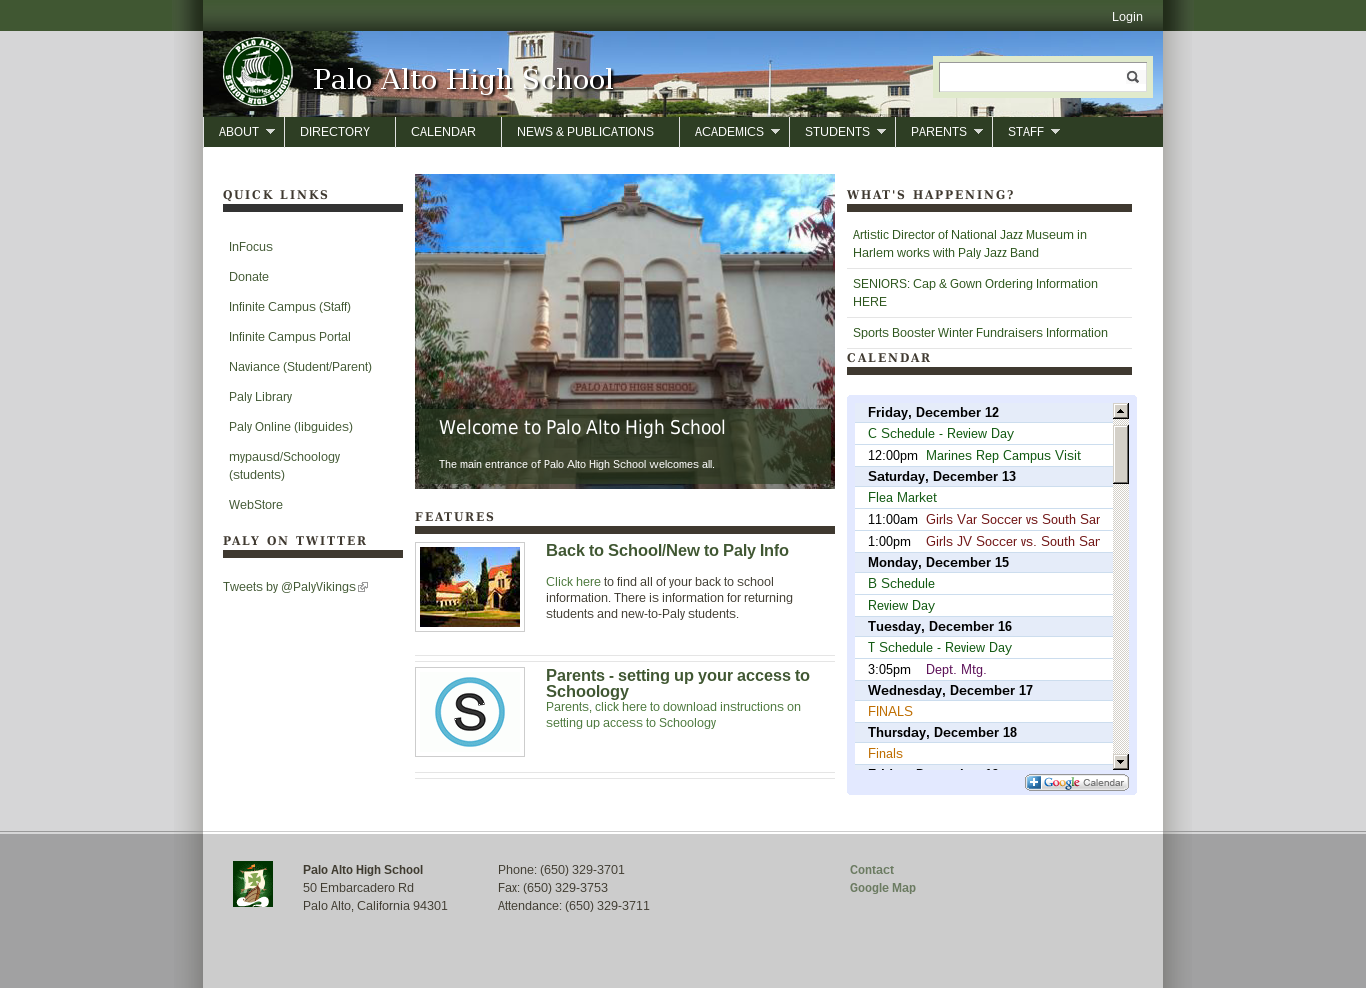 Login
PALO ALTO
Vikings
SENIOR HIGH SCHOOL
Palo Alto High School
ABOUT
DIRECTORY
CALENDAR
NEWS & PUBLICATIONS
ACADEMICS
STUDENTS
PARENTS
STAFF
QUICK LINKS
InFocus
Donate
Infinite Campus (Staff)
Infinite Campus Portal
Naviance (Student/Parent)
Paly Library
Paly Online (libguides)
mypausd/Schoology
(students)
WebStore
PALY ON TWITTER
Tweets by @PalyVikings
PALO ALTO HIGH SCHOOL
Welcome to Palo Alto High School
The main entrance of Palo Alto High School welcomes all.
FEATURES
Back to School/New to Paly Info
Click here to find all of your back to school
information. There is information for returning
students and new-to-Paly students.
S
Parents - setting up your access to
Schoology
Parents, click here to download instructions on
setting up access to Schoology
WHAT'S HAPPENING?
Artistic Director of National Jazz Museum in
Harlem works with Paly Jazz Band
SENIORS: Cap & Gown Ordering Information
HERE
Sports Booster Winter Fundraisers Information
CALENDAR
Friday, December 12
C Schedule - Review Day
12:00pm Marines Rep Campus Visit
Saturday, December 13
Flea Market
11:00am Girls Var Soccer vs South San
1:00pm Girls JV Soccer vs. South San
Monday, December 15
B Schedule
Review Day
Tuesday, December 16
T Schedule - Review Day
3:05pm Dept. Mtg.
Wednesday, December 17
FINALS
Thursday, December 18
Finals
Google Calendar
Palo Alto High School
50 Embarcadero Rd
Palo Alto, California 94301
Phone: (650) 329-3701
Fax: (650) 329-3753
Attendance: (650) 329-3711
Contact
Google Map